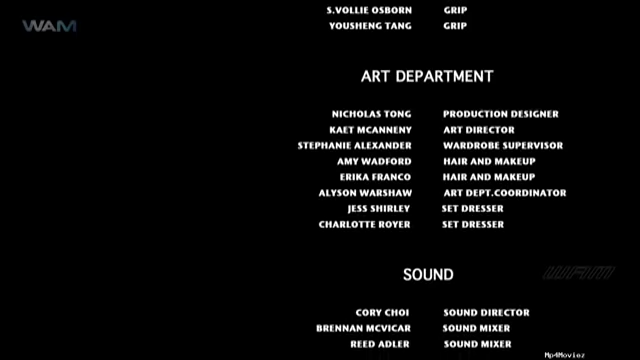 WAM
S.VOLLIE OSBORN GRIP
YOUSHENG TANG GRIP
ART DEPARTMENT
NICHOLAS TONG PRODUCTION DESIGNER
KAET MCANNENY ART DIRECTOR
STEPHANIE ALEXANDER WARDROBE SUPERVISOR
AMY WADFORD HAIR AND MAKEUP
ERIKA FRANCO HAIR AND MAKEUP
ALYSON WARSHAW ART DEPT.COORDINATOR
JESS SHIRLEY SET DRESSER
CHARLOTTE ROYER SET DRESSER
SOUND
WAM
CORY CHOI SOUND DIRECTOR
BRENNAN MCVICAR SOUND MIXER
REED ADLER SOUND MIXER
Mp4Moviez